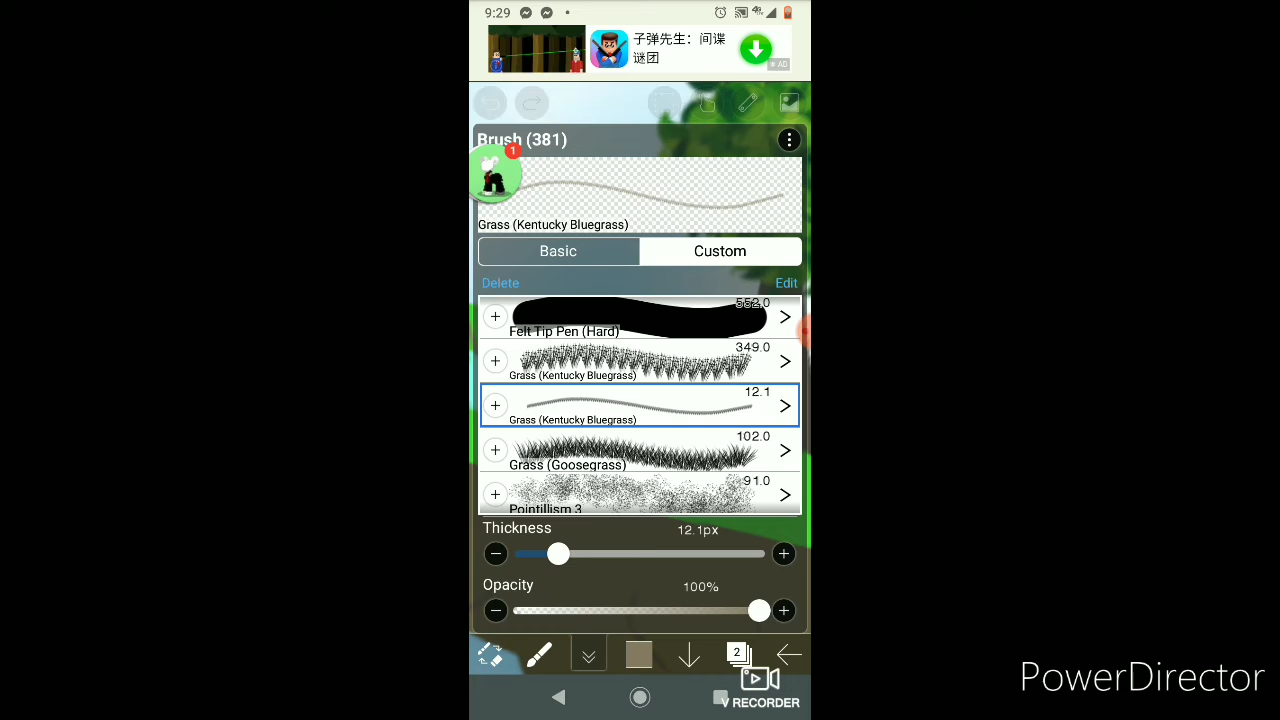 9:29
子弹先生：间谍
谜团
AD
Brush (381)
1
Grass (Kentucky Bluegrass)
Basic
Custom
Delete
Edit
552.0
Felt Tip Pen (Hard)
349.0
Grass (Kentucky Bluegrass)
12.1
Grass (Kentucky Bluegrass)
102.0
Grass (Goosegrass)
91.0
Pointillism 3
Thickness
12.1px
Opacity
100%
2
V RECORDER
PowerDirector